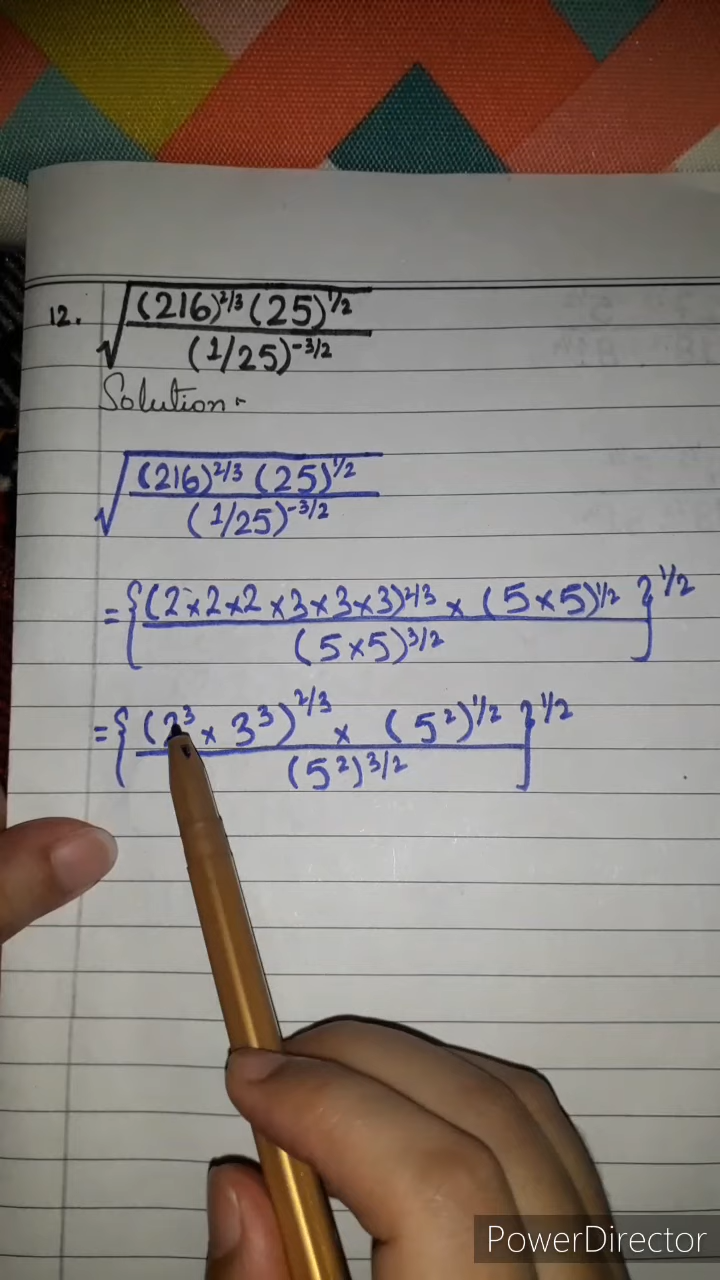 12. √((216)^2/3 (25)^1/2 / (1/25)^-3/2)
Solution -
√((216)^2/3 (25)^1/2 / (1/25)^-3/2)
= {(2×2×2×3×3×3)^2/3 × (5×5)^1/2 / (5×5)^3/2}^1/2
= {(2^3 × 3^3)^2/3 × (5^2)^1/2 / (5^2)^3/2}^1/2
PowerDirector